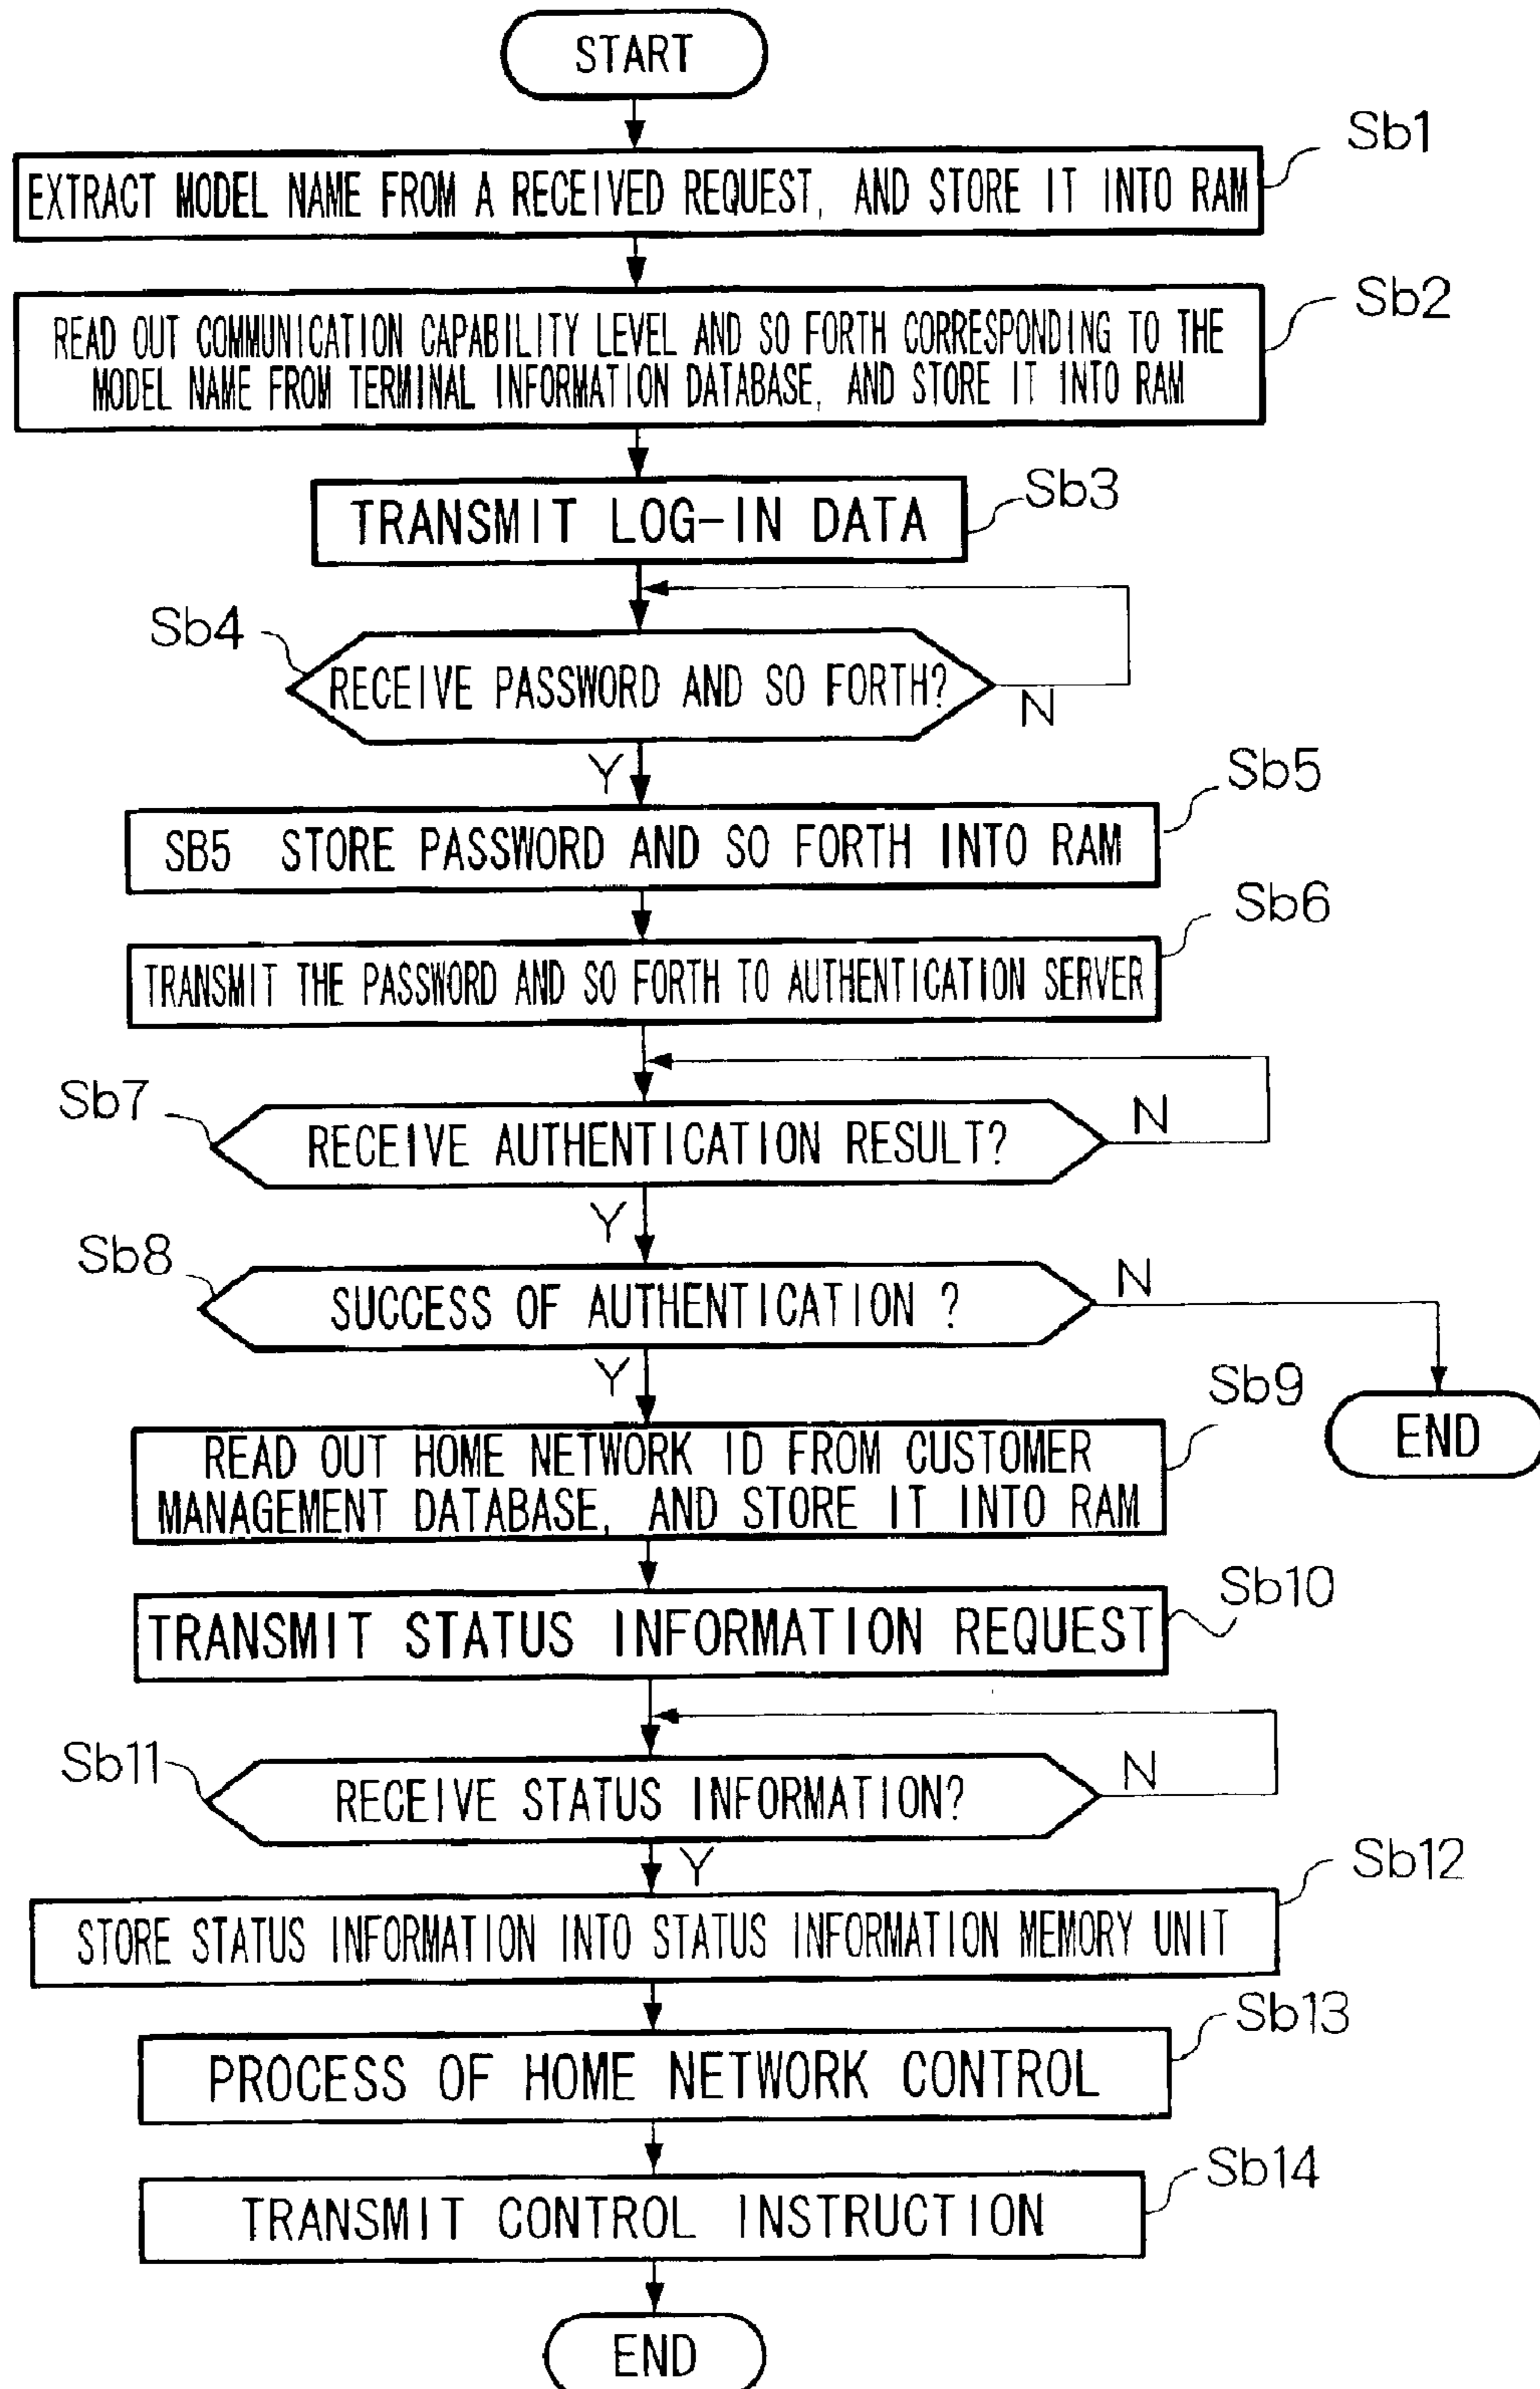 START
Sb1
EXTRACT MODEL NAME FROM A RECEIVED REQUEST, AND STORE IT INTO RAM
Sb2
READ OUT COMMUNICATION CAPABILITY LEVEL AND SO FORTH CORRESPONDING TO THE
MODEL NAME FROM TERMINAL INFORMATION DATABASE, AND STORE IT INTO RAM
Sb3
TRANSMIT LOG-IN DATA
Sb4
RECEIVE PASSWORD AND SO FORTH?
N
Y
Sb5
SB5 STORE PASSWORD AND SO FORTH INTO RAM
Sb6
TRANSMIT THE PASSWORD AND SO FORTH TO AUTHENTICATION SERVER
Sb7
RECEIVE AUTHENTICATION RESULT?
N
Y
Sb8
SUCCESS OF AUTHENTICATION ?
N
Y
END
Sb9
READ OUT HOME NETWORK ID FROM CUSTOMER
MANAGEMENT DATABASE, AND STORE IT INTO RAM
Sb10
TRANSMIT STATUS INFORMATION REQUEST
Sb11
RECEIVE STATUS INFORMATION?
N
Y
Sb12
STORE STATUS INFORMATION INTO STATUS INFORMATION MEMORY UNIT
Sb13
PROCESS OF HOME NETWORK CONTROL
Sb14
TRANSMIT CONTROL INSTRUCTION
END